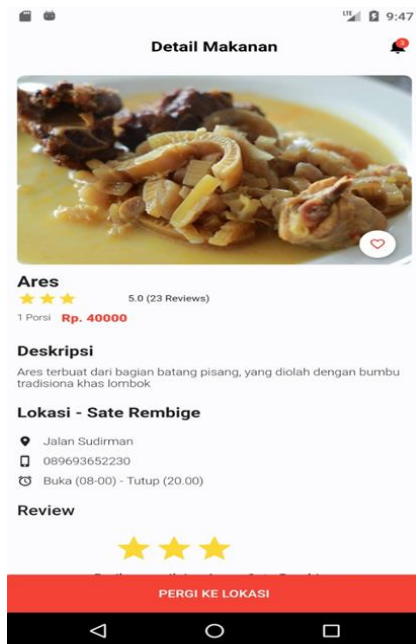 LTE 9:47
Detail Makanan
3
Ares
5.0 (23 Reviews)
1 Porsi Rp. 40000
Deskripsi
Ares terbuat dari bagian batang pisang, yang diolah dengan bumbu
tradisiona khas lombok
Lokasi - Sate Rembige
Jalan Sudirman
089693652230
Buka (08-00) - Tutup (20.00)
Review
PERGI KE LOKASI